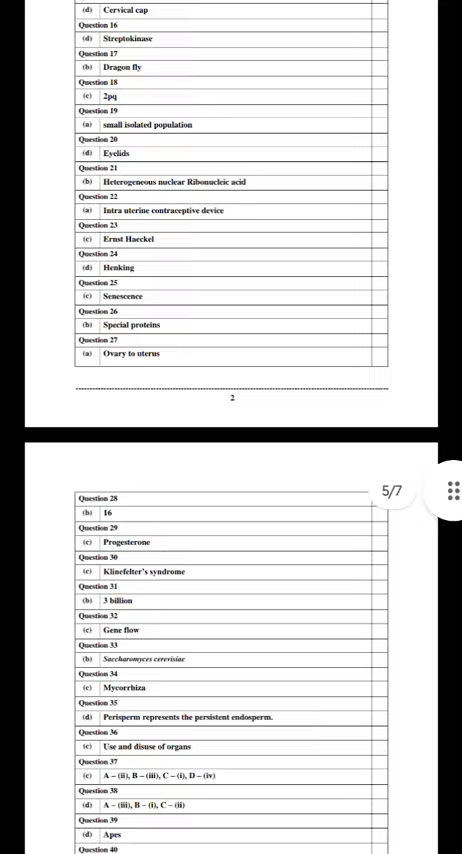 (d) Cervical cap
Question 16
(d) Streptokinase
Question 17
(b) Dragon fly
Question 18
(c) 2pq
Question 19
(a) small isolated population
Question 20
(d) Eyelids
Question 21
(b) Heterogeneous nuclear Ribonucleic acid
Question 22
(a) Intra uterine contraceptive device
Question 23
(c) Ernst Haeckel
Question 24
(d) Henking
Question 25
(c) Senescence
Question 26
(b) Special proteins
Question 27
(a) Ovary to uterus
2
5/7
Question 28
(b) 16
Question 29
(c) Progesterone
Question 30
(c) Klinefelter's syndrome
Question 31
(b) 3 billion
Question 32
(c) Gene flow
Question 33
(b) Saccharomyces cerevisiae
Question 34
(c) Mycorrhiza
Question 35
(d) Perisperm represents the persistent endosperm.
Question 36
(c) Use and disuse of organs
Question 37
(c) A – (ii), B – (iii), C – (i), D – (iv)
Question 38
(d) A – (iii), B – (i), C – (ii)
Question 39
(d) Apes
Question 40